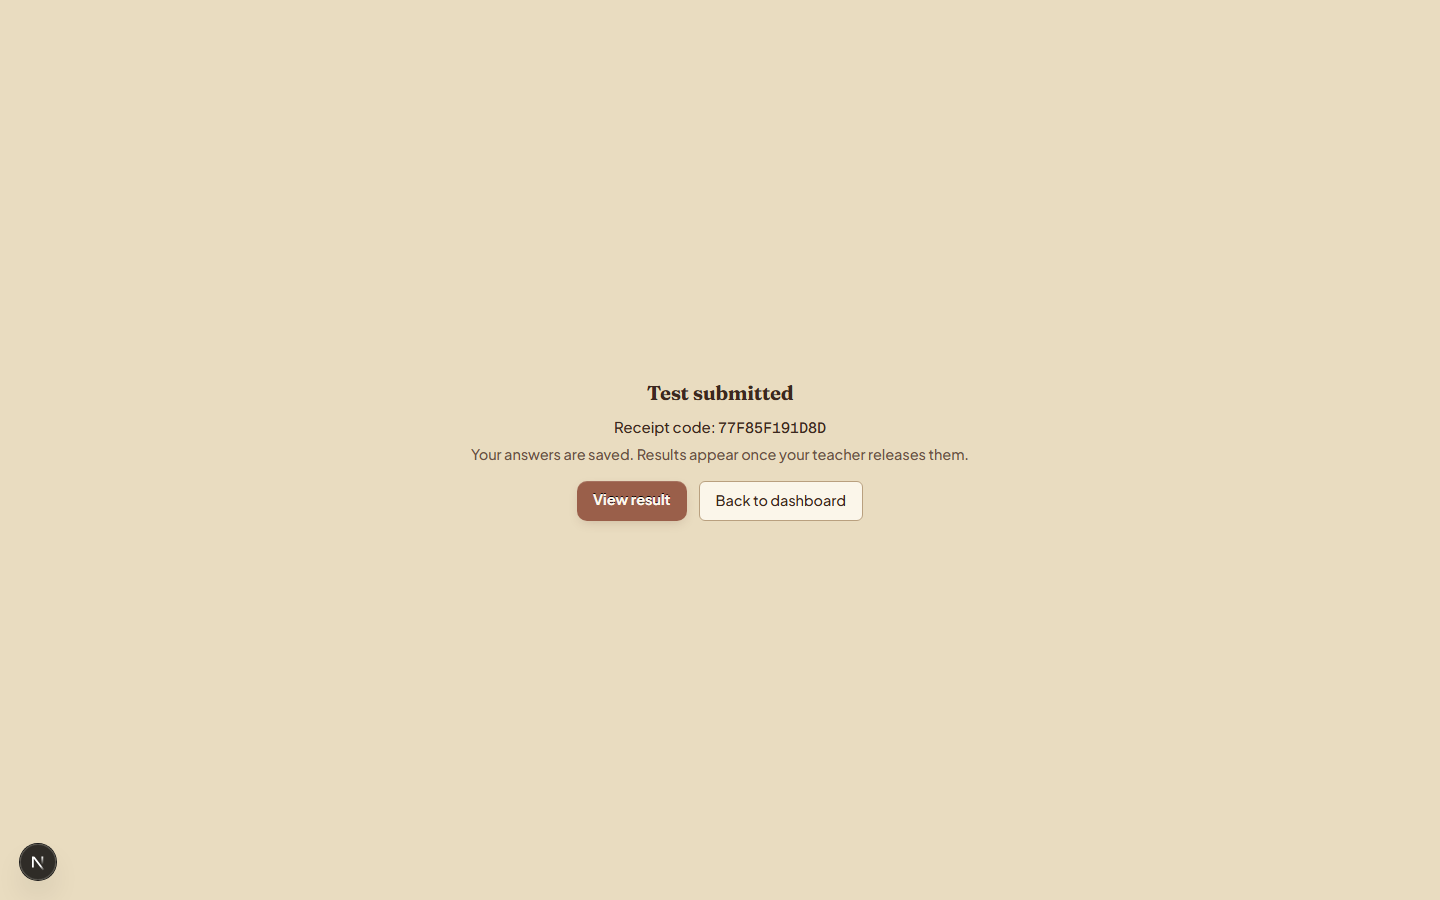 Test submitted
Receipt code: 77F85F191D8D
Your answers are saved. Results appear once your teacher releases them.
View result
Back to dashboard
N